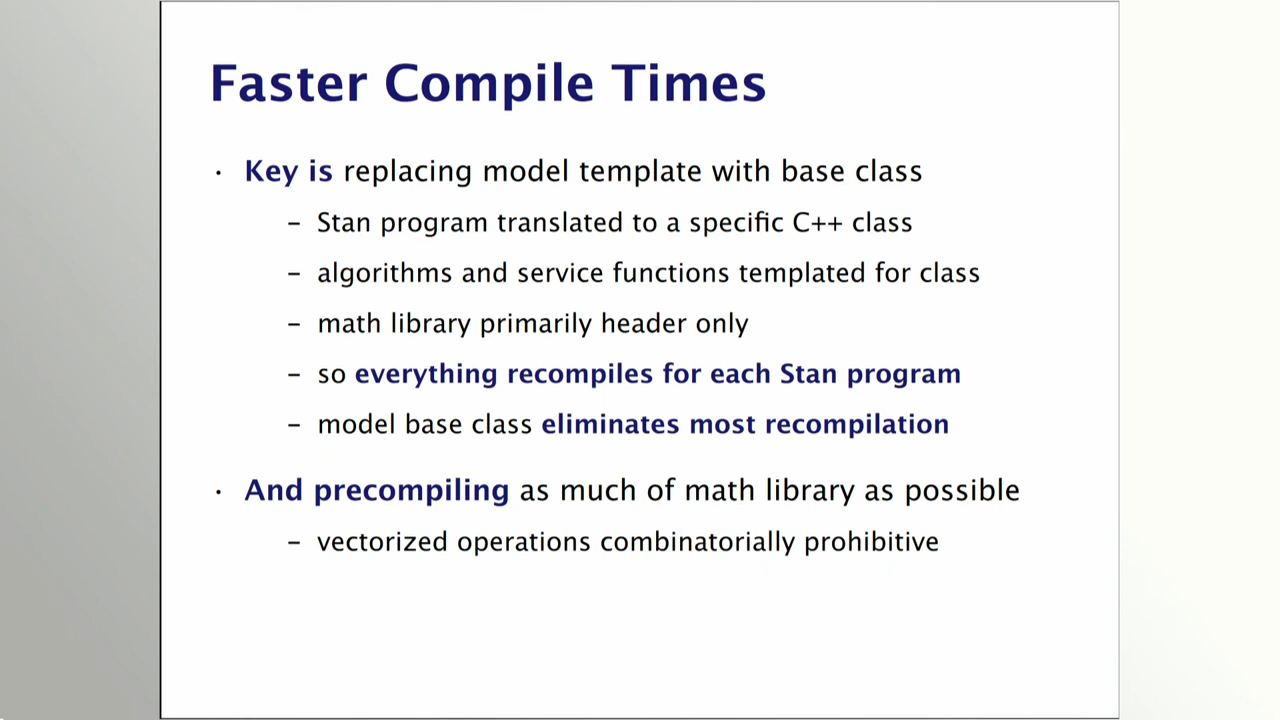 Faster Compile Times
· Key is replacing model template with base class
– Stan program translated to a specific C++ class
– algorithms and service functions templated for class
– math library primarily header only
– so everything recompiles for each Stan program
– model base class eliminates most recompilation
· And precompiling as much of math library as possible
– vectorized operations combinatorially prohibitive